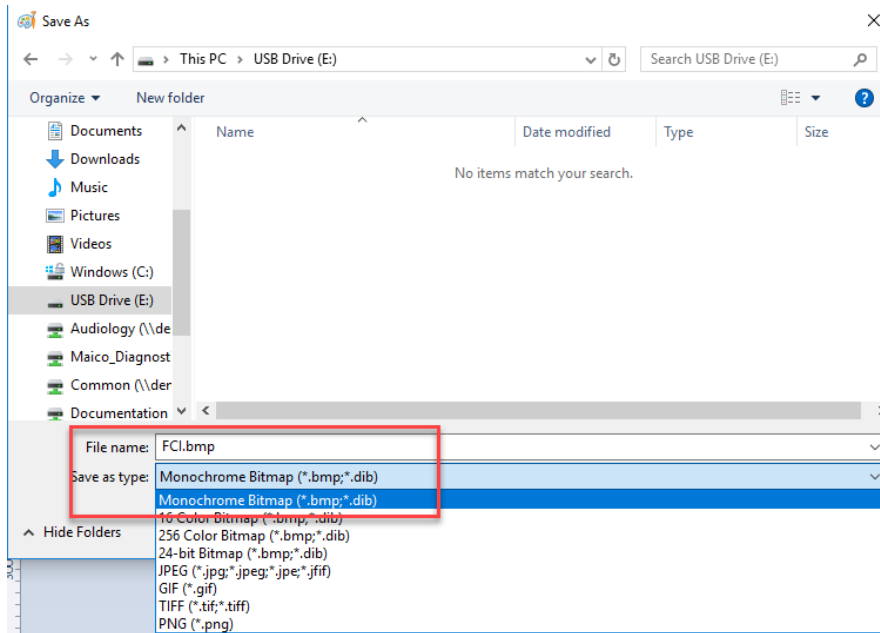 Save As
This PC > USB Drive (E:)
Search USB Drive (E:)
Organize
New folder
Name
Date modified
Type
Size
No items match your search.
Documents
Downloads
Music
Pictures
Videos
Windows (C:)
USB Drive (E:)
Audiology (\\de
Maico_Diagnost
Common (\\der
Documentation
File name: FCI.bmp
Save as type: Monochrome Bitmap (*.bmp;*.dib)
Monochrome Bitmap (*.bmp;*.dib)
16 Color Bitmap (*.bmp;*.dib)
256 Color Bitmap (*.bmp;*.dib)
24-bit Bitmap (*.bmp;*.dib)
JPEG (*.jpg;*.jpeg;*.jpe;*.jfif)
GIF (*.gif)
TIFF (*.tif;*.tiff)
PNG (*.png)
Hide Folders